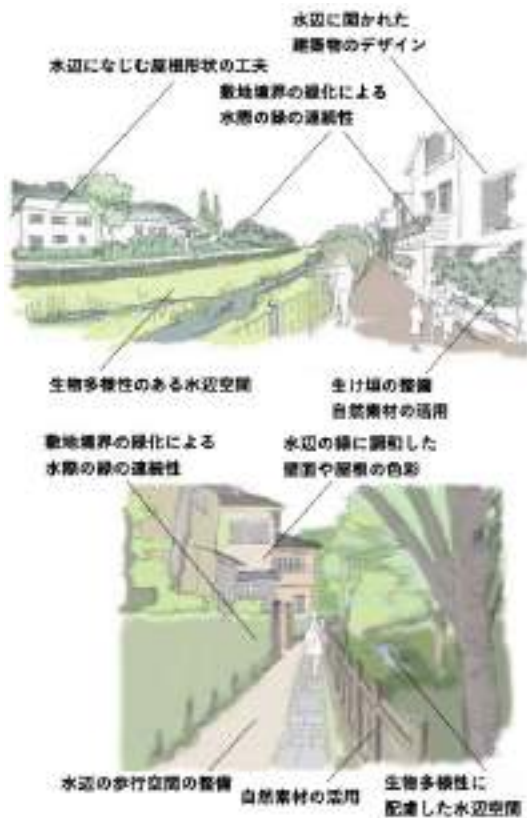 水辺に開かれた
建築物のデザイン
水辺になじむ屋根形状の工夫
敷地境界の緑化による
水際の緑の連続性
生物多様性のある水辺空間
生け垣の整備
自然素材の活用
敷地境界の緑化による
水際の緑の連続性
水辺の緑に調和した
壁面や屋根の色彩
水辺の歩行空間の整備
自然素材の活用
生物多様性に
配慮した水辺空間